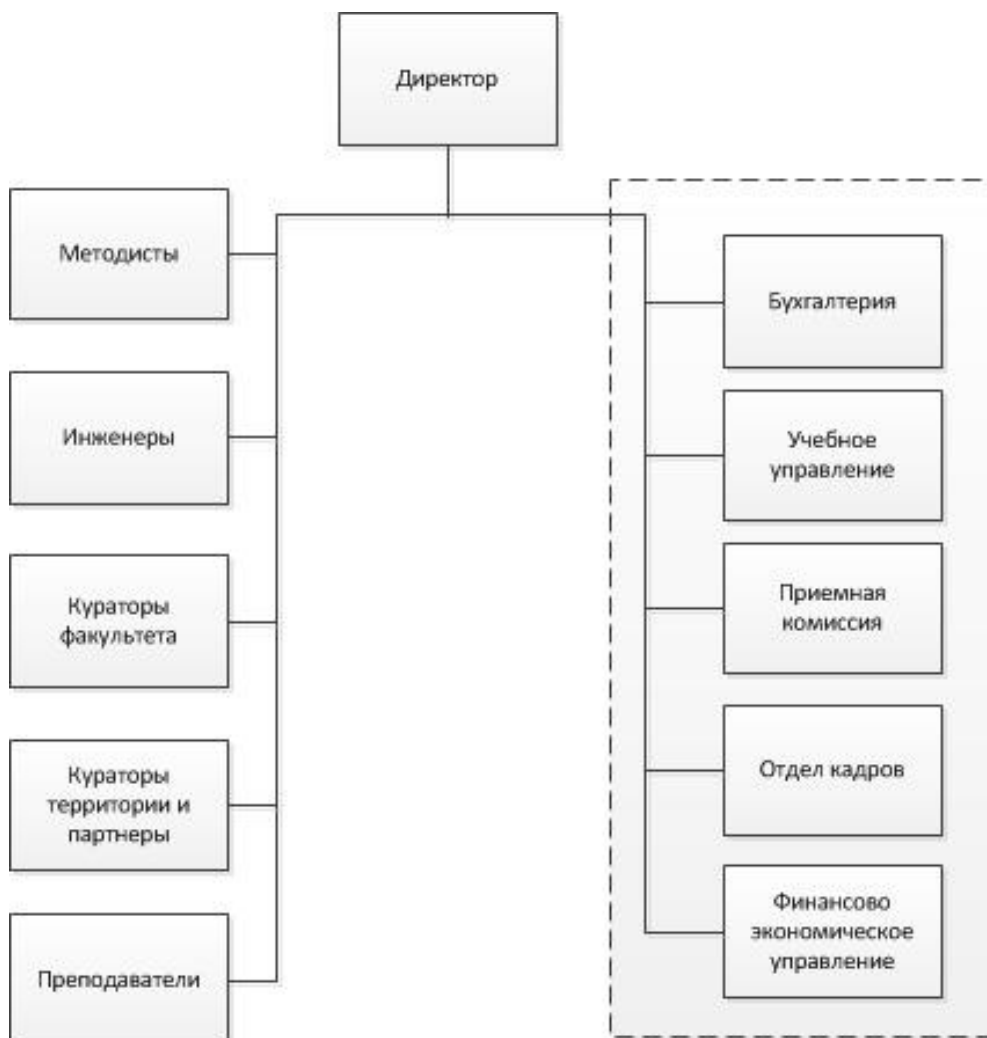 Директор
Методисты
Инженеры
Кураторы
факультета
Кураторы
территории и
партнеры
Преподаватели
Бухгалтерия
Учебное
управление
Приемная
комиссия
Отдел кадров
Финансово
экономическое
управление